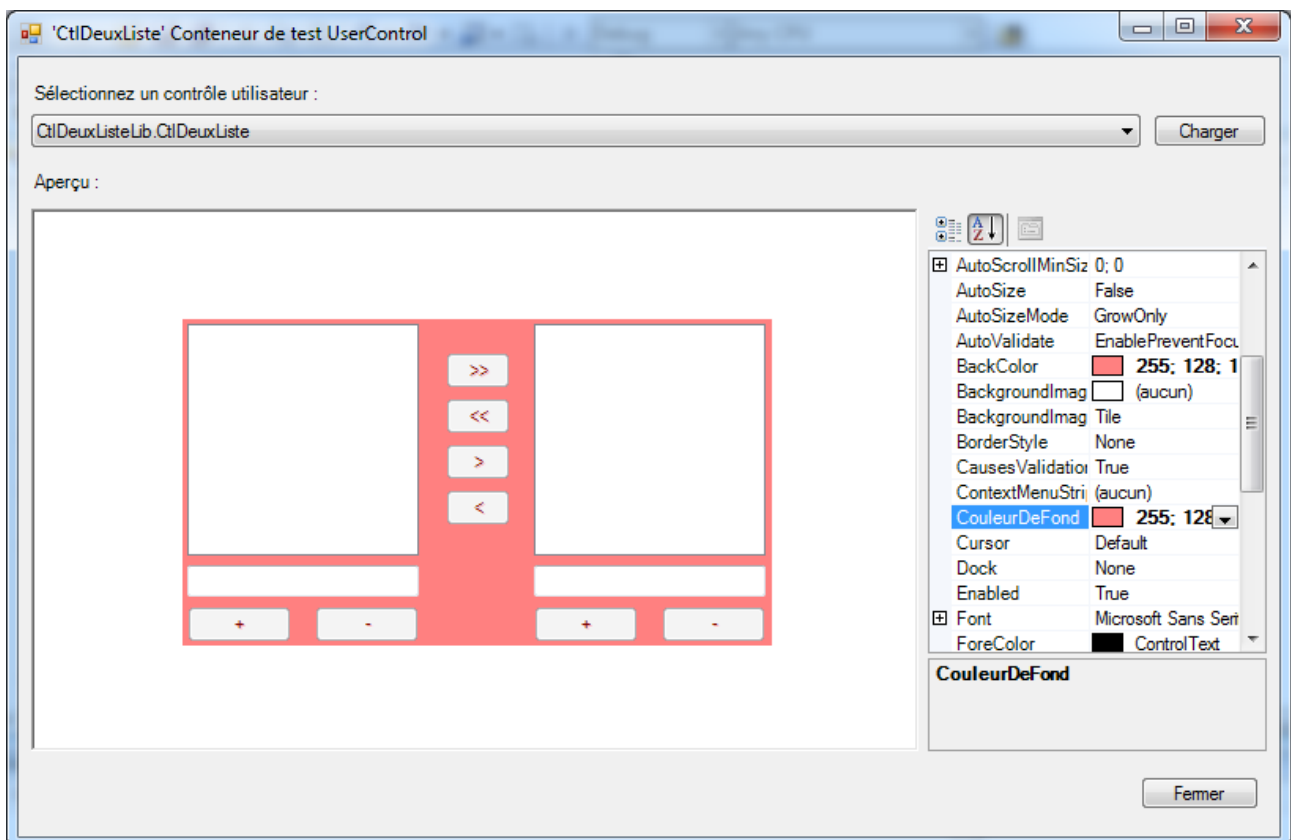 'CtlDeuxListe' Conteneur de test UserControl
Sélectionnez un contrôle utilisateur :
CtlDeuxListeLib.CtlDeuxListe
Charger
Aperçu :
>>
<<
>
<
+ -
+ -
AutoScrollMinSiz 0; 0
AutoSize False
AutoSizeMode GrowOnly
AutoValidate EnablePreventFocu
BackColor 255; 128; 1
BackgroundImag (aucun)
BackgroundImag Tile
BorderStyle None
CausesValidation True
ContextMenuStri (aucun)
CouleurDeFond 255; 128
Cursor Default
Dock None
Enabled True
Font Microsoft Sans Seri
ForeColor ControlText
CouleurDeFond
Fermer